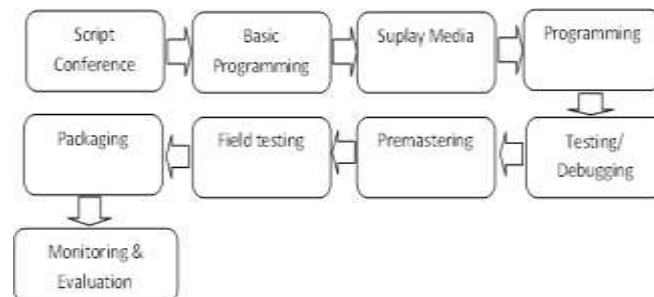 Script
Conference
Basic
Programming
Suplay Media
Programming
Testing/
Debugging
Premastering
Field testing
Packaging
Monitoring &
Evaluation